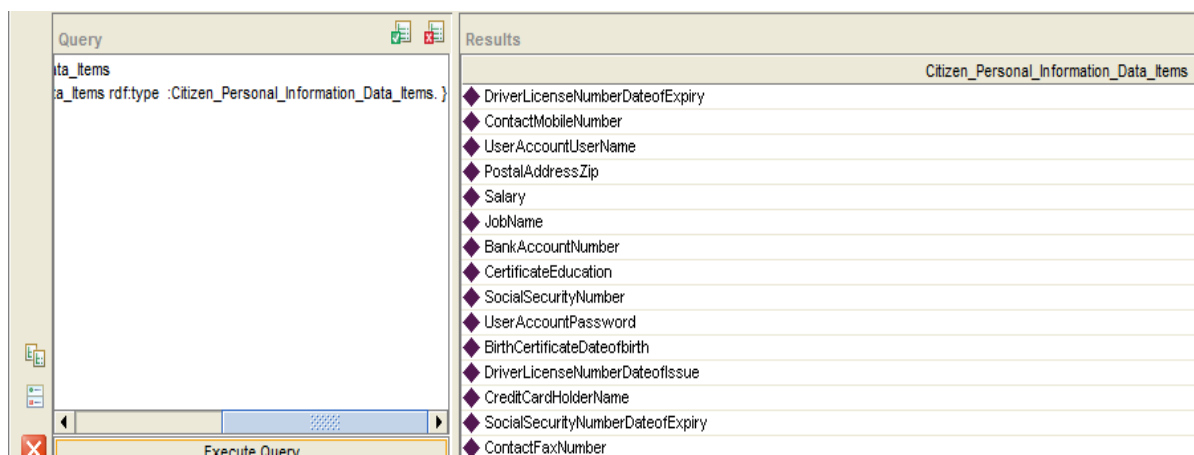 Query
Results
ata_Items
a_Items rdf:type :Citizen_Personal_Information_Data_Items. }
Citizen_Personal_Information_Data_Items
DriverLicenseNumberDateofExpiry
ContactMobileNumber
UserAccountUserName
PostalAddressZip
Salary
JobName
BankAccountNumber
CertificateEducation
SocialSecurityNumber
UserAccountPassword
BirthCertificateDateofbirth
DriverLicenseNumberDateofIssue
CreditCardHolderName
SocialSecurityNumberDateofExpiry
ContactFaxNumber
Execute Query